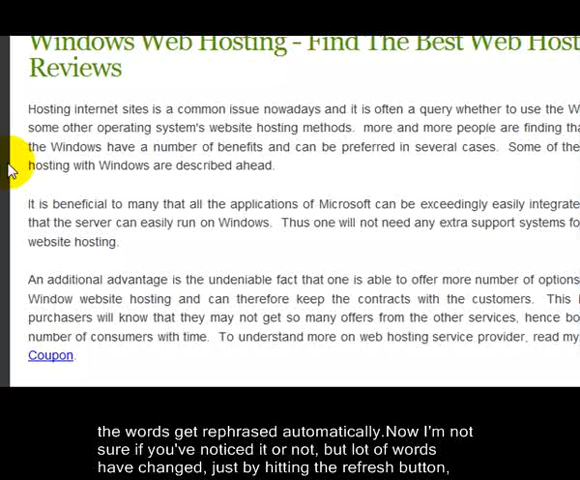 Windows Web Hosting - Find The Best Web Host
Reviews
Hosting internet sites is a common issue nowadays and it is often a query whether to use the W
some other operating system's website hosting methods. more and more people are finding tha
the Windows have a number of benefits and can be preferred in several cases. Some of the
hosting with Windows are described ahead.
It is beneficial to many that all the applications of Microsoft can be exceedingly easily integrate
that the server can easily run on Windows. Thus one will not need any extra support systems fo
website hosting.
An additional advantage is the undeniable fact that one is able to offer more number of options
Window website hosting and can therefore keep the contracts with the customers. This i
purchasers will know that they may not get so many offers from the other services, hence bo
number of consumers with time. To understand more on web hosting service provider, read my
Coupon.
the words get rephrased automatically.Now I'm not
sure if you've noticed it or not, but lot of words
have changed, just by hitting the refresh button,